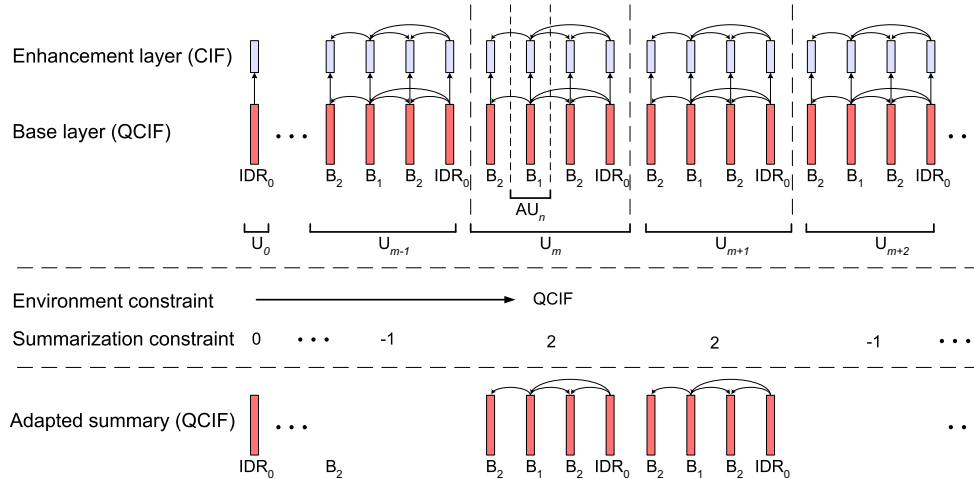 Enhancement layer (CIF)
Base layer (QCIF)
IDR0 B2 B1 B2 IDR0 B2 B1 B2 IDR0 B2 B1 B2 IDR0 B2 B1 B2 IDR0
AUn
U0 Um-1 Um Um+1 Um+2
Environment constraint QCIF
Summarization constraint 0 -1 2 2 -1
Adapted summary (QCIF)
IDR0 B2 B2 B1 B2 IDR0 B2 B1 B2 IDR0